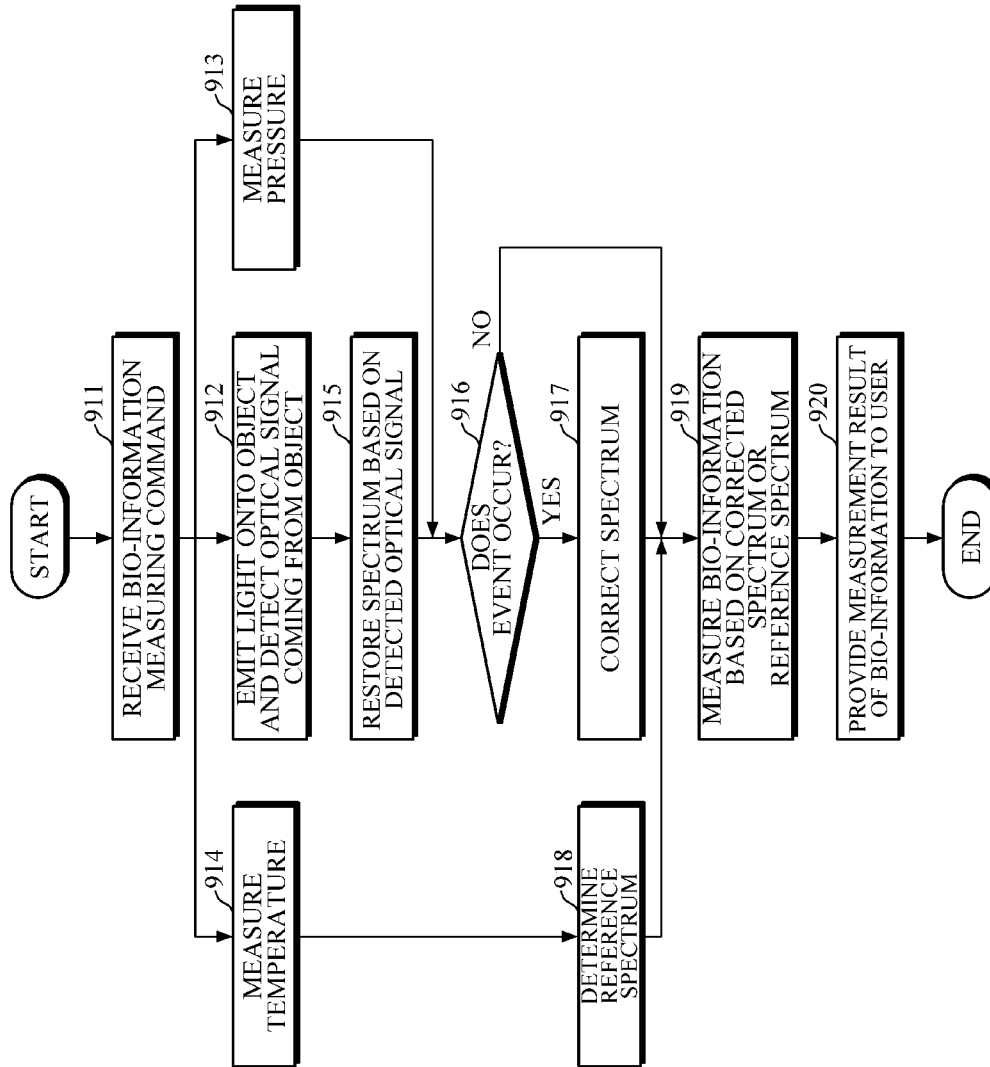 START
911
RECEIVE BIO-INFORMATION
MEASURING COMMAND
914
MEASURE
TEMPERATURE
912
EMIT LIGHT ONTO OBJECT
AND DETECT OPTICAL SIGNAL
COMING FROM OBJECT
913
MEASURE
PRESSURE
915
RESTORE SPECTRUM BASED ON
DETECTED OPTICAL SIGNAL
916
DOES
EVENT OCCUR?
NO
YES
918
DETERMINE
REFERENCE
SPECTRUM
917
CORRECT SPECTRUM
919
MEASURE BIO-INFORMATION
BASED ON CORRECTED
SPECTRUM OR
REFERENCE SPECTRUM
920
PROVIDE MEASUREMENT RESULT
OF BIO-INFORMATION TO USER
END